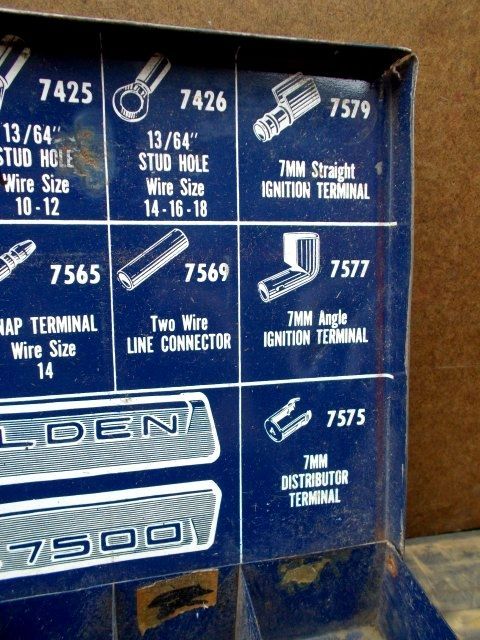 7425
13/64"
STUD HOLE
Wire Size
10-12
7426
13/64"
STUD HOLE
Wire Size
14-16-18
7579
7MM Straight
IGNITION TERMINAL
7565
NAP TERMINAL
Wire Size
14
7569
Two Wire
LINE CONNECTOR
7577
7MM Angle
IGNITION TERMINAL
LDEN
7500
7575
7MM
DISTRIBUTOR
TERMINAL